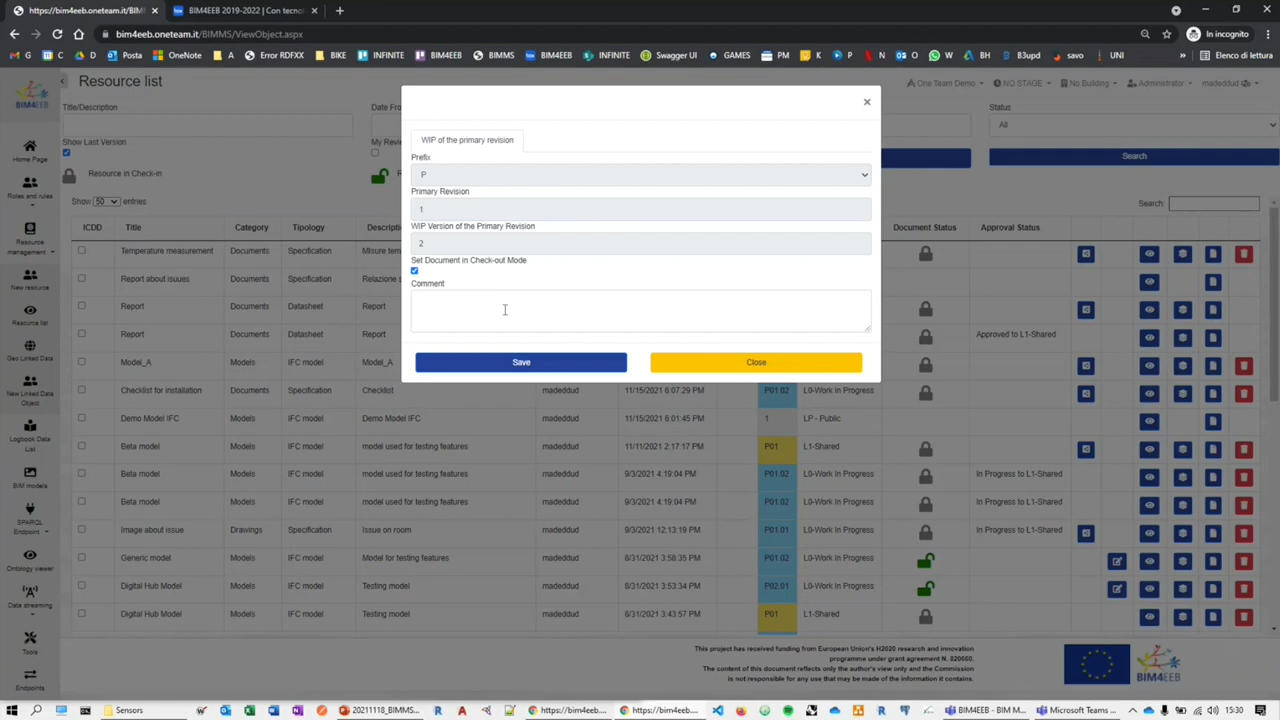 https://bim4eeb.oneteam.it/BIM
BIM4EEB 2019-2022 | Con tecnol
bim4eeb.oneteam.it/BIMMS/ViewObject.aspx
In incognito
G
C
Posta
OneNote
Error RDFXX
BIKE
INFINITE
BIM4EEB
BIMMS
INFINITE
Swagger UI
GAMES
PM
K
P
N
O
W
BH
B3upd
savo
UNI
Elenco di lettura
BIM4EEB
Resource list
One Team Demo
NO STAGE
No Building
Administrator
madeddud
Title/Description
Date From
Status
All
Show Last Version
My Revie
Search
Resource in Check-in
Show 50 entries
Search:
ICDD
Title
Category
Tipology
Descripti
Document Status
Approval Status
Temperature measurement Documents Specification Misure tem
Report about isuues Documents Specification Relazione s
Report Documents Datasheet Report
Report Documents Datasheet Report Approved to L1-Shared
Model_A Models IFC model Model_A
Checklist for installation Documents Specification Checklist madeddud 11/15/2021 6:07:29 PM P01.02 L0-Work In Progress
Demo Model IFC Models IFC model Demo Model IFC madeddud 11/15/2021 6:01:45 PM 1 LP - Public
Beta model Models IFC model model used for testing features madeddud 11/11/2021 2:17:17 PM P01 L1-Shared
Beta model Models IFC model model used for testing features madeddud 9/3/2021 4:19:04 PM P01.02 L0-Work In Progress In Progress to L1-Shared
Beta model Models IFC model model used for testing features madeddud 9/3/2021 4:19:04 PM P01.02 L0-Work In Progress In Progress to L1-Shared
Image about issue Drawings Specification Issue on room madeddud 9/3/2021 12:13:19 PM P01.01 L0-Work In Progress In Progress to L1-Shared
Generic model Models IFC model Model for testing features madeddud 8/31/2021 3:58:35 PM P01.02 L0-Work In Progress
Digital Hub Model Models IFC model Testing model madeddud 8/31/2021 3:53:34 PM P02.01 L0-Work In Progress
Digital Hub Model Models IFC model Testing model madeddud 8/31/2021 3:43:57 PM P01 L1-Shared
WIP of the primary revision
Prefix
P
Primary Revision
1
WIP Version of the Primary Revision
2
Set Document in Check-out Mode
Comment
Save
Close
Home Page
Roles and rules
Resource
management
New resource
Resource list
Geo Linked Data
New Linked Data
Object
Logbook Data
List
BIM models
SPARQL
Endpoint
Ontology viewer
Data streaming
Tools
Endpoints
This project has received funding from European Union's H2020 research and innovation
programme under grant agreement N. 820660.
The content of this document reflects only the author's view only and the Commission
is not responsible for any use that may be made of the information it contains.
BIM4EEB
Sensors
20211118_BIMMS...
https://bim4eeb....
https://bim4eeb....
BIM4EEB - BIM M...
Microsoft Teams ...
15:30